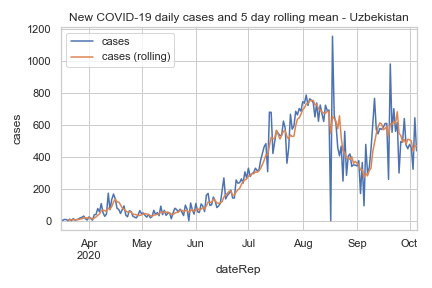 New COVID-19 daily cases and 5 day rolling mean - Uzbekistan
1200
1000
800
600
400
200
0
cases
cases
cases (rolling)
Apr
2020
May
Jun
Jul
Aug
Sep
Oct
dateRep